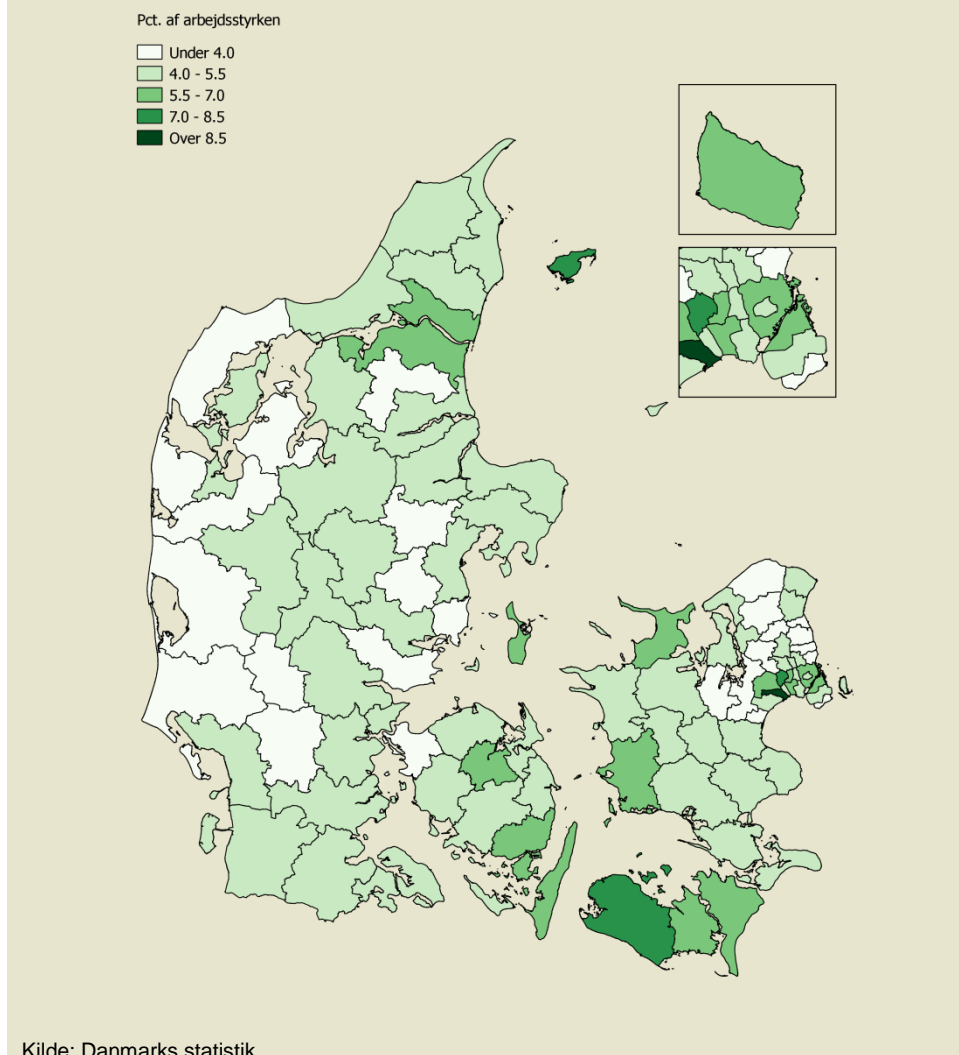 Pct. af arbejdsstyrken
Under 4.0
4.0 - 5.5
5.5 - 7.0
7.0 - 8.5
Over 8.5
Kilde: Danmarks statistik